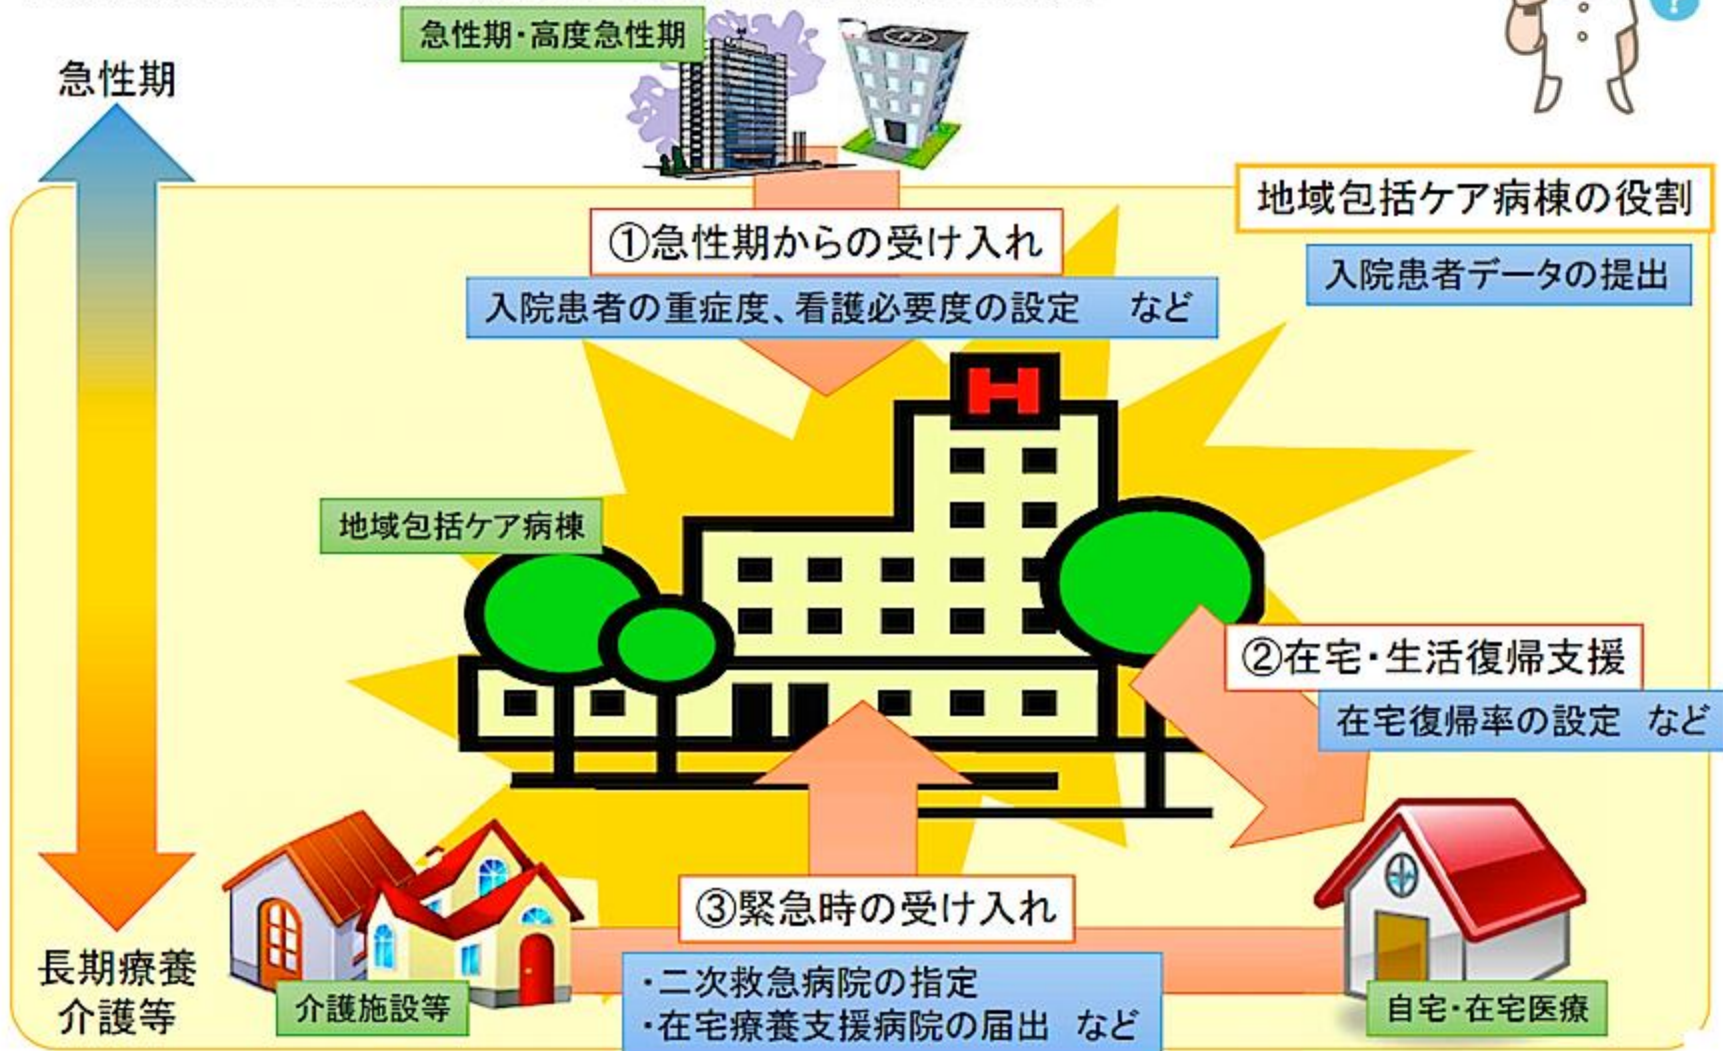 急性期・高度急性期
急性期
地域包括ケア病棟の役割
①急性期からの受け入れ
入院患者データの提出
入院患者の重症度、看護必要度の設定 など
H
地域包括ケア病棟
②在宅・生活復帰支援
在宅復帰率の設定 など
③緊急時の受け入れ
長期療養
介護等
介護施設等
・二次救急病院の指定
・在宅療養支援病院の届出 など
自宅・在宅医療